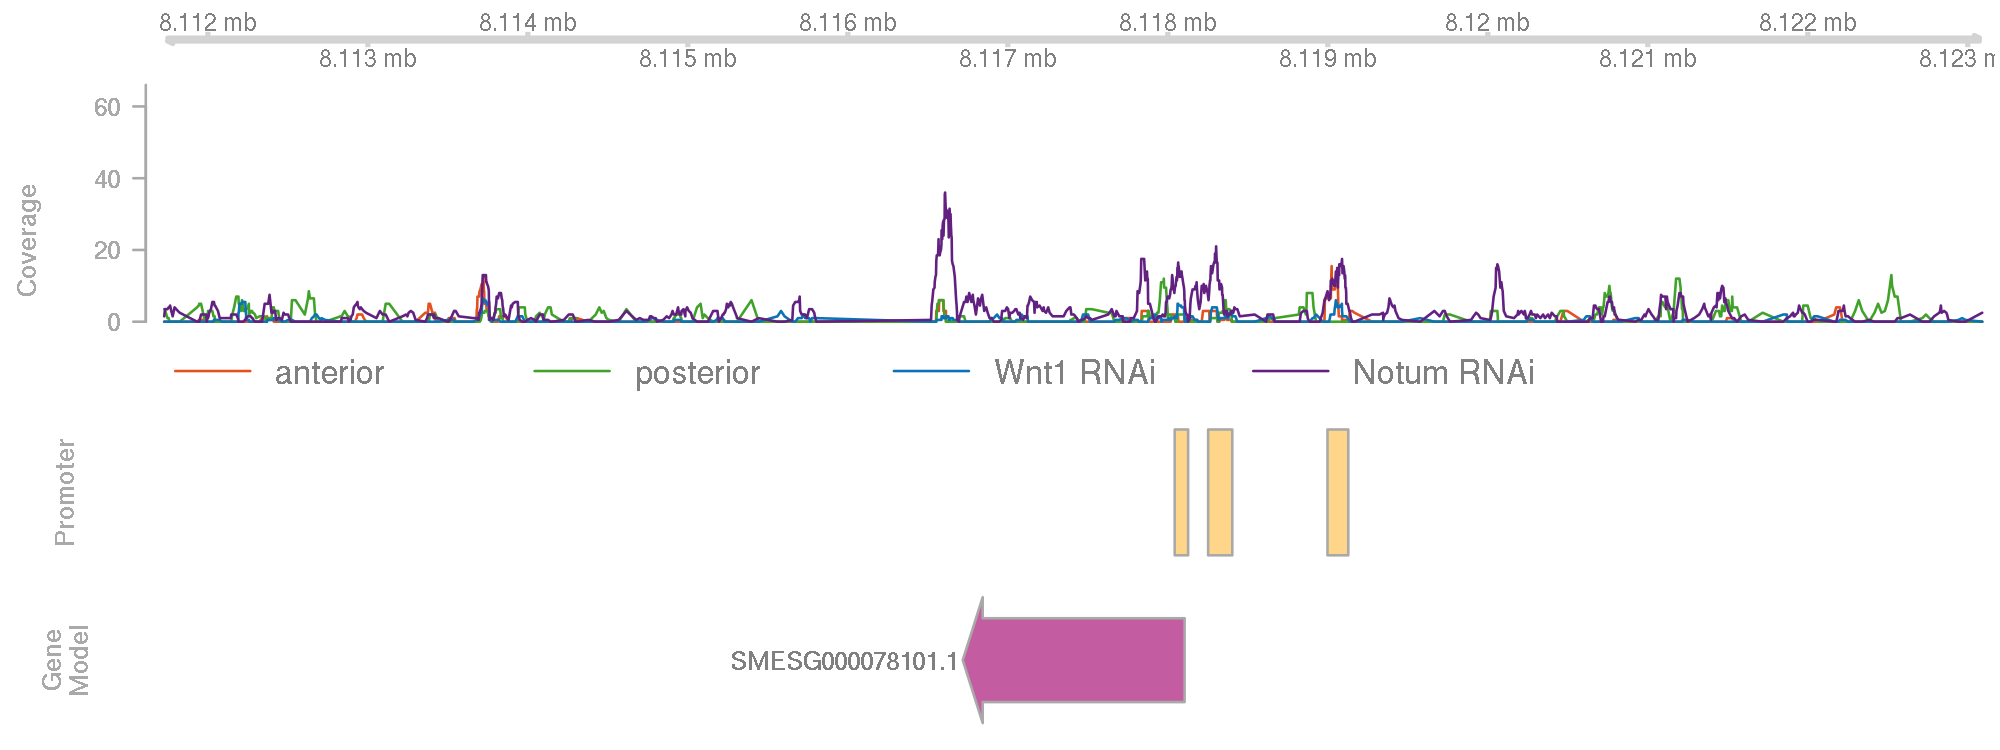 8.112 mb 8.114 mb 8.116 mb 8.118 mb 8.12 mb 8.122 mb
8.113 mb 8.115 mb 8.117 mb 8.119 mb 8.121 mb 8.123 m
60
40
20
0
Coverage
anterior posterior Wnt1 RNAi Notum RNAi
Promoter
Gene
Model
SMESG000078101.1